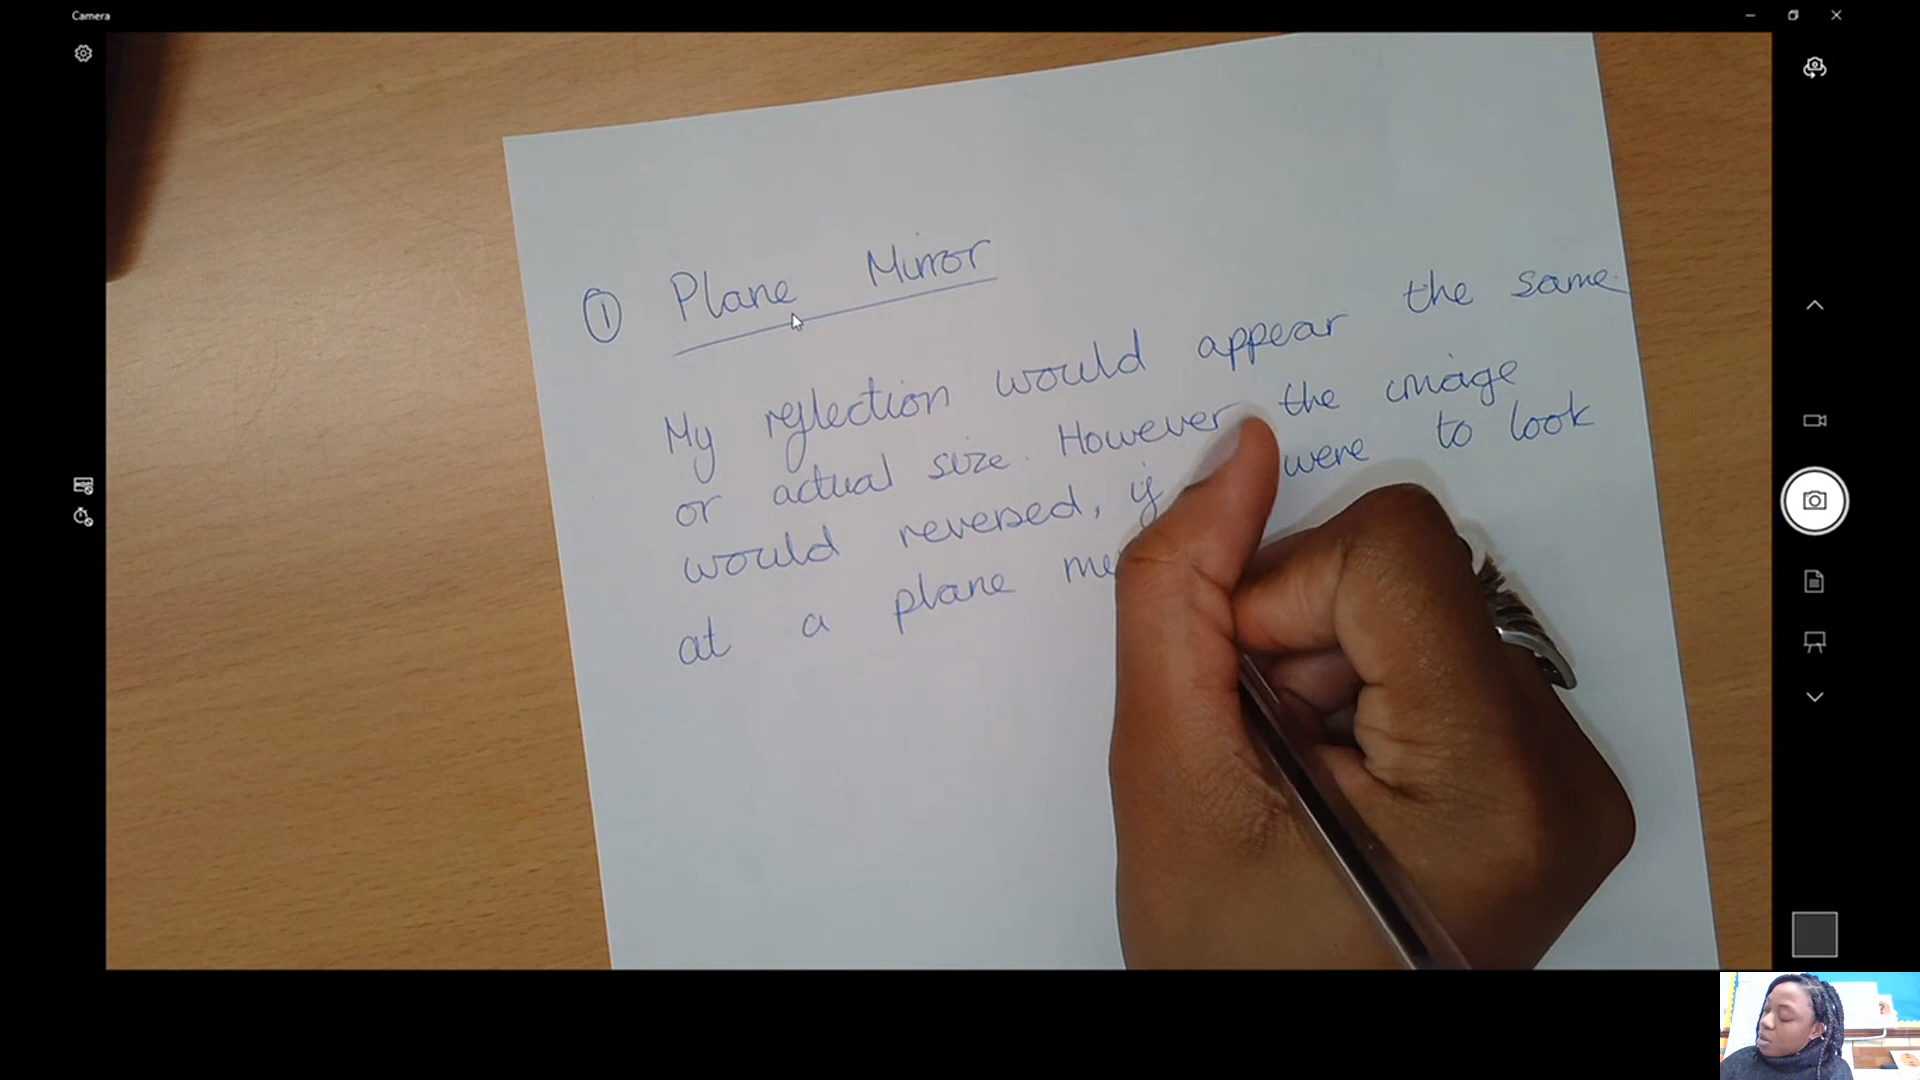 Camera
① Plane Mirror
My reflection would appear the same
or actual size. However the image
would reversed, if were to look
at a plane